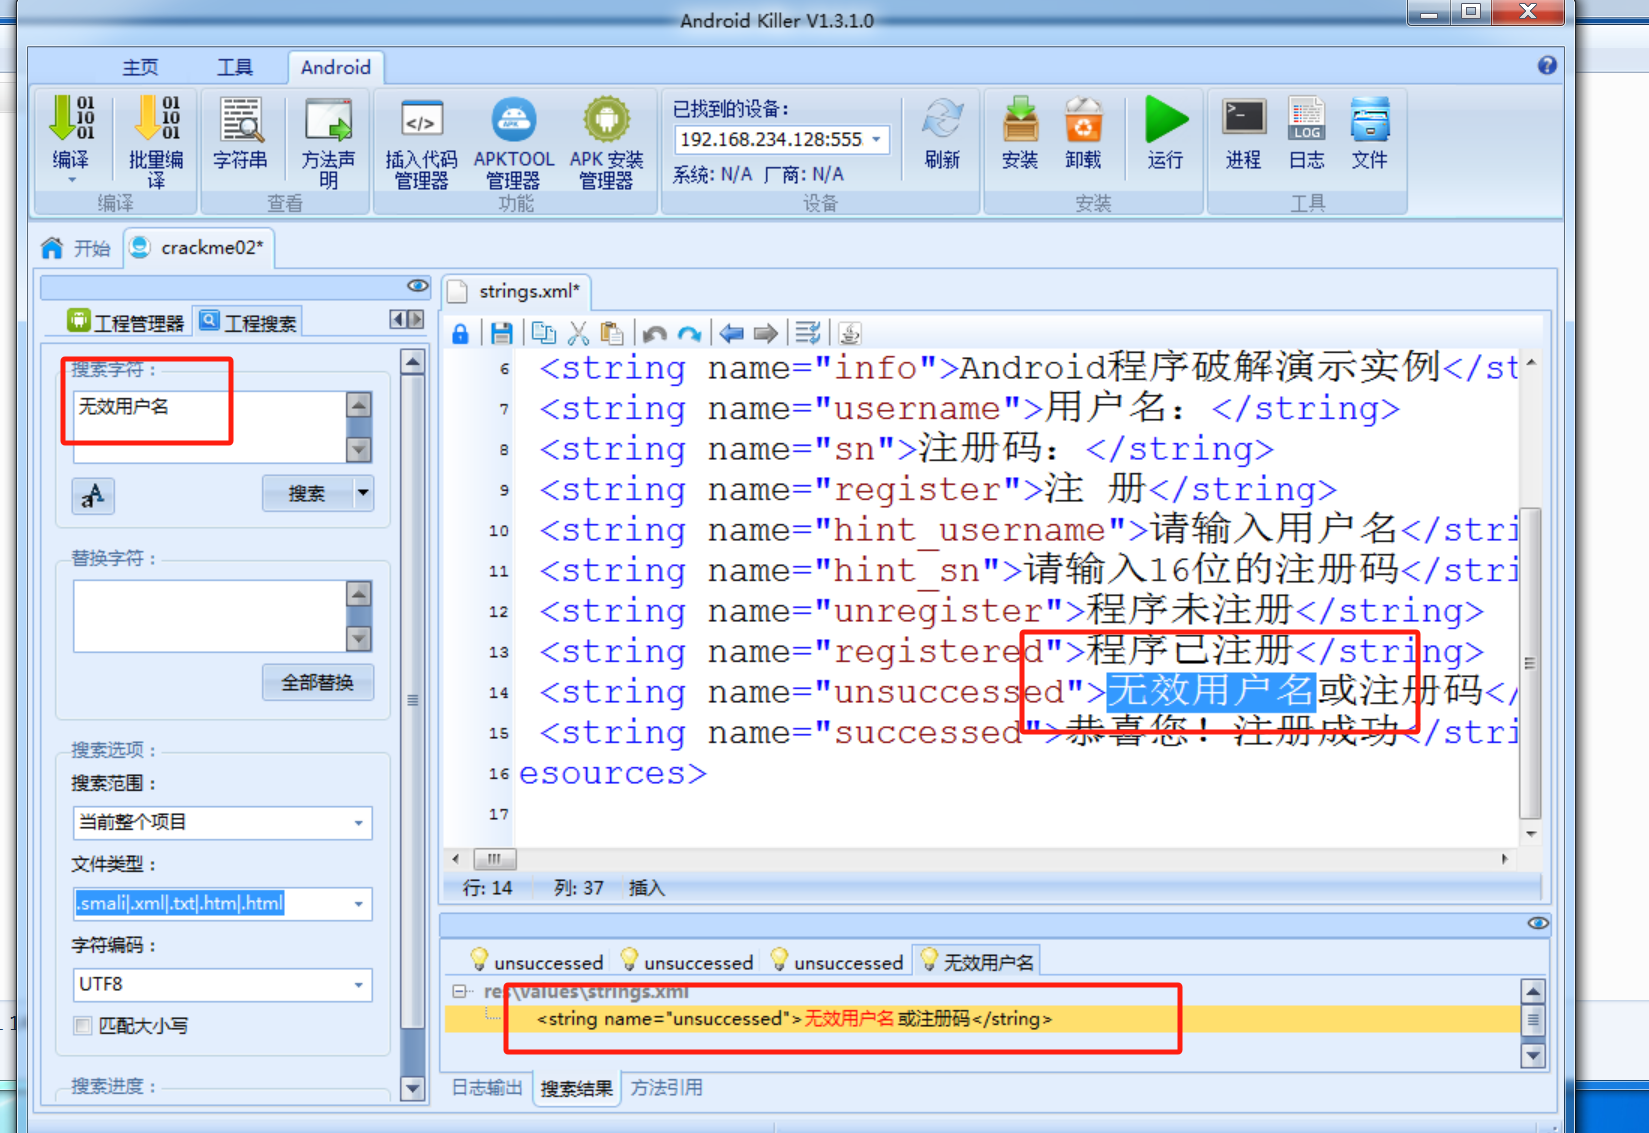 Android Killer V1.3.1.0
主页 工具 Android
编译 批量编译 字符串 方法声明 插入代码管理器 APKTOOL管理器 APK 安装管理器
已找到的设备：
192.168.234.128:555
系统: N/A 厂商: N/A
刷新 安装 卸载 运行 进程 日志 文件
LOG
编译 查看 功能 设备 安装 工具
开始 crackme02*
工程管理器 工程搜索
搜索字符：
无效用户名
aA
搜索
替换字符：
全部替换
搜索选项：
搜索范围：
当前整个项目
文件类型：
.smali|.xml|.txt|.htm|.html
字符编码：
UTF8
匹配大小写
搜索进度：
strings.xml*
6 <string name="info">Android程序破解演示实例</st
7 <string name="username">用户名：</string>
8 <string name="sn">注册码：</string>
9 <string name="register">注 册</string>
10 <string name="hint_username">请输入用户名</stri
11 <string name="hint_sn">请输入16位的注册码</stri
12 <string name="unregister">程序未注册</string>
13 <string name="registered">程序已注册</string>
14 <string name="unsuccessed">无效用户名或注册码</
15 <string name="successed">恭喜您！注册成功</stri
16 esources>
17
行: 14 列: 37 插入
unsuccessed unsuccessed unsuccessed 无效用户名
res\values\strings.xml
<string name="unsuccessed">无效用户名或注册码</string>
日志输出 搜索结果 方法引用